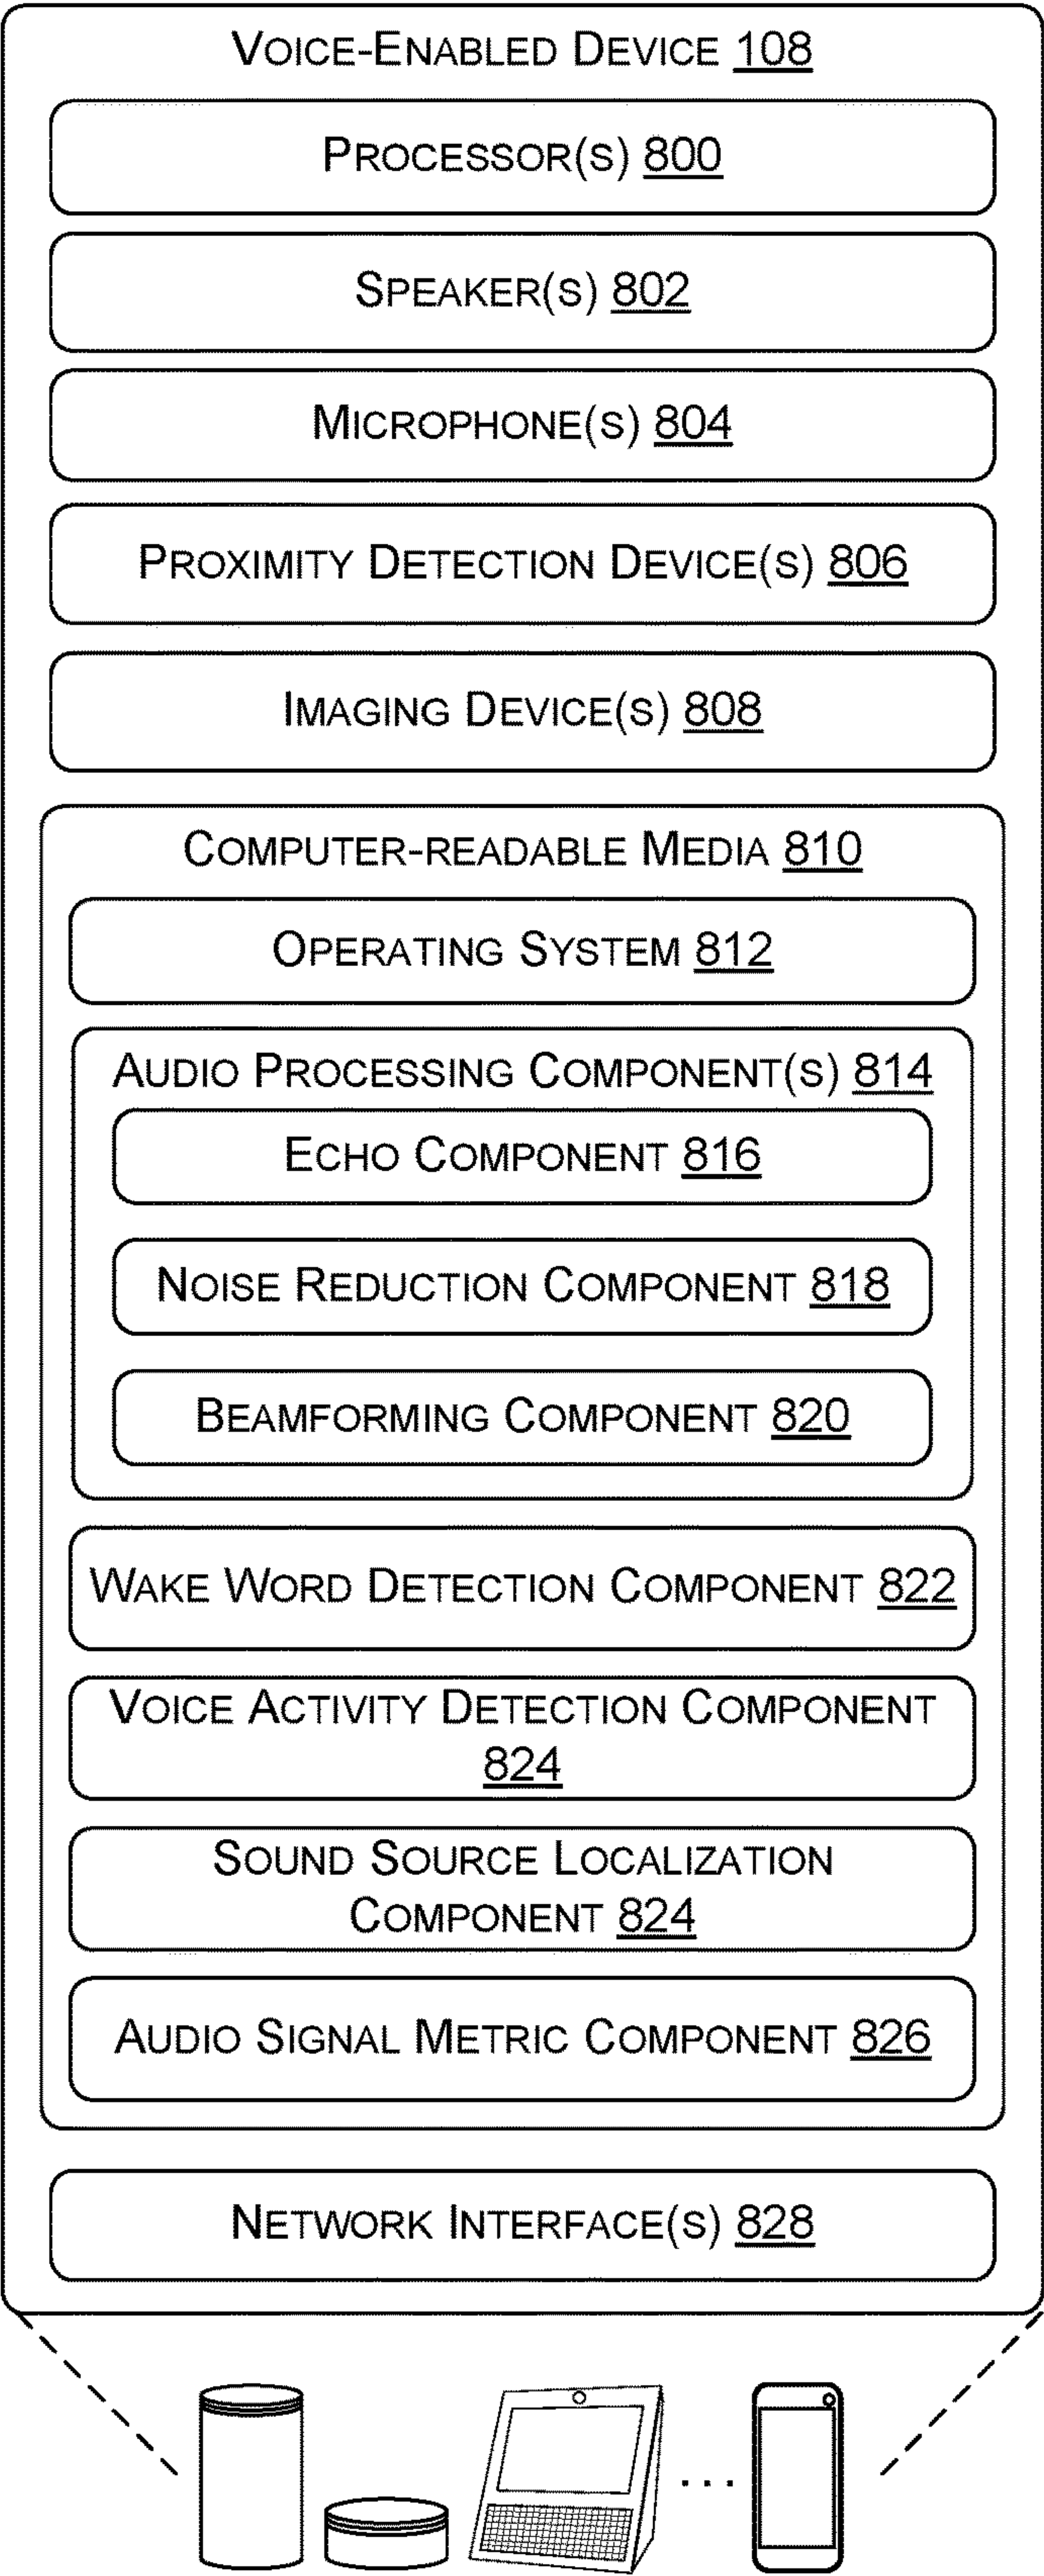 VOICE-ENABLED DEVICE 108
PROCESSOR(S) 800
SPEAKER(S) 802
MICROPHONE(S) 804
PROXIMITY DETECTION DEVICE(S) 806
IMAGING DEVICE(S) 808
COMPUTER-READABLE MEDIA 810
OPERATING SYSTEM 812
AUDIO PROCESSING COMPONENT(S) 814
ECHO COMPONENT 816
NOISE REDUCTION COMPONENT 818
BEAMFORMING COMPONENT 820
WAKE WORD DETECTION COMPONENT 822
VOICE ACTIVITY DETECTION COMPONENT
824
SOUND SOURCE LOCALIZATION
COMPONENT 824
AUDIO SIGNAL METRIC COMPONENT 826
NETWORK INTERFACE(S) 828
...